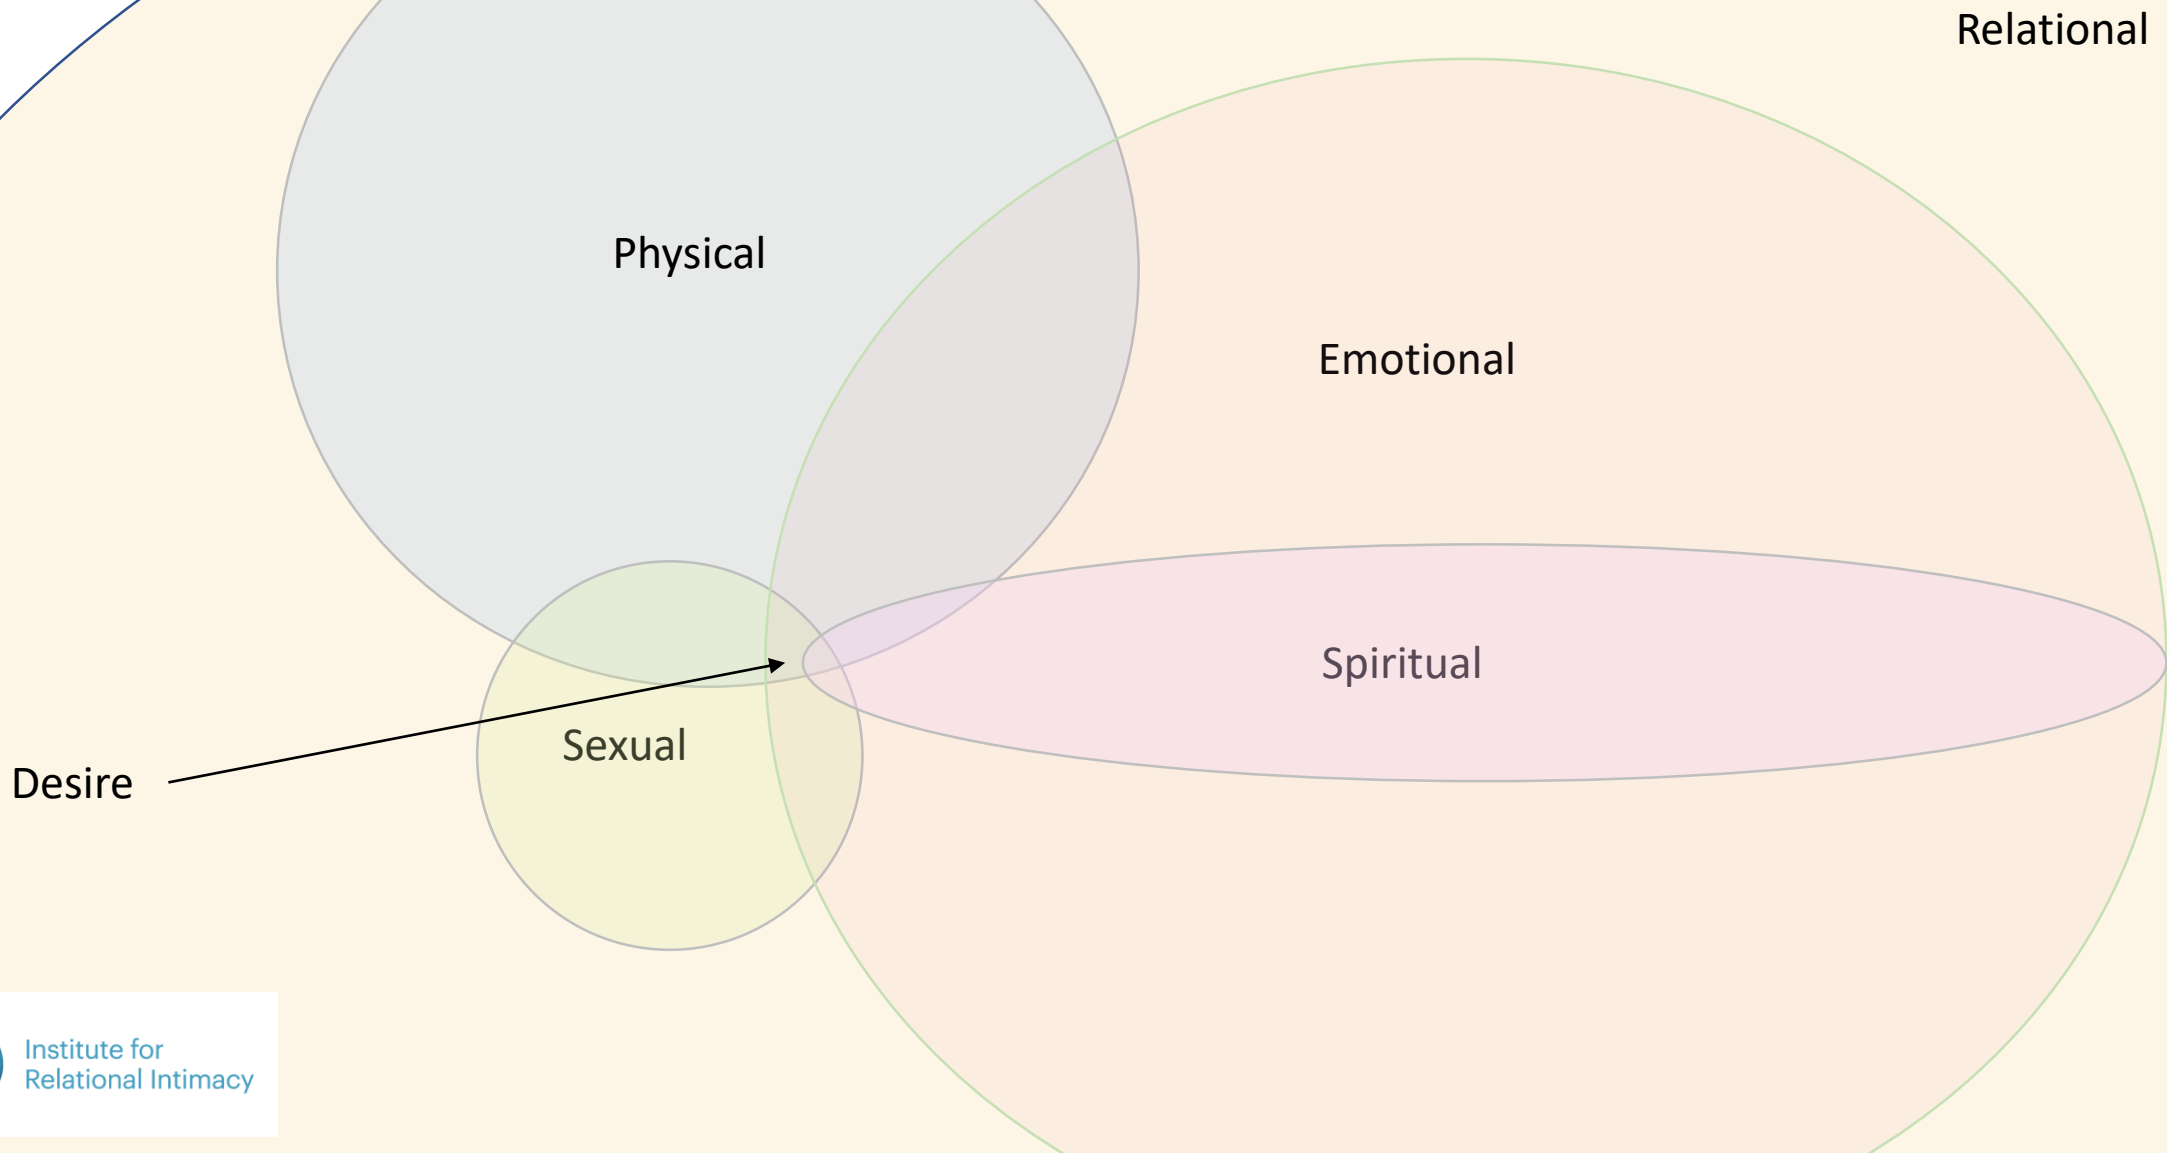 Relational
Physical
Emotional
Spiritual
Sexual
Desire
Institute for
Relational Intimacy